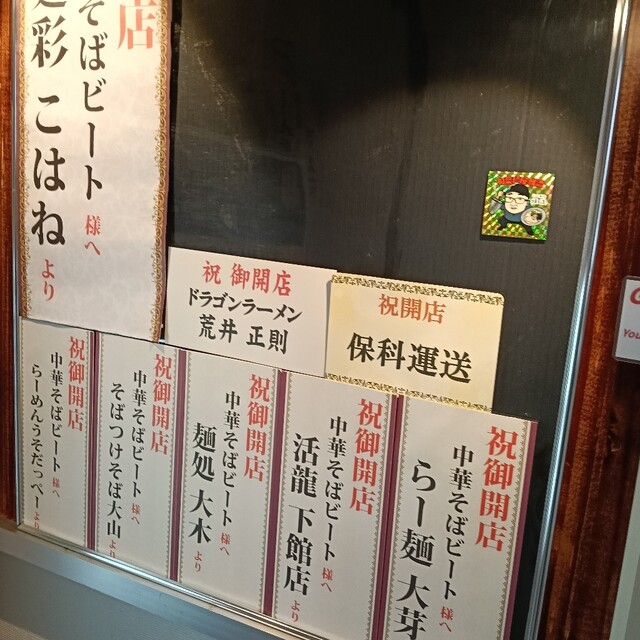 店
そばビート 様へ
彩 こはね より
祝 御開店
ドラゴンラーメン
荒井 正則
祝開店
保科運送
祝御開店
中華そばビート 様へ
らー麺 大芽
祝御開店
中華そばビート 様へ
活龍 下館店 より
祝御開店
中華そばビート 様へ
麺処 大木 より
祝御開店
中華そばビート 様へ
そばつけそば大山 より
祝御開店
中華そばビート 様へ
らーめんうそだっぺー より
You